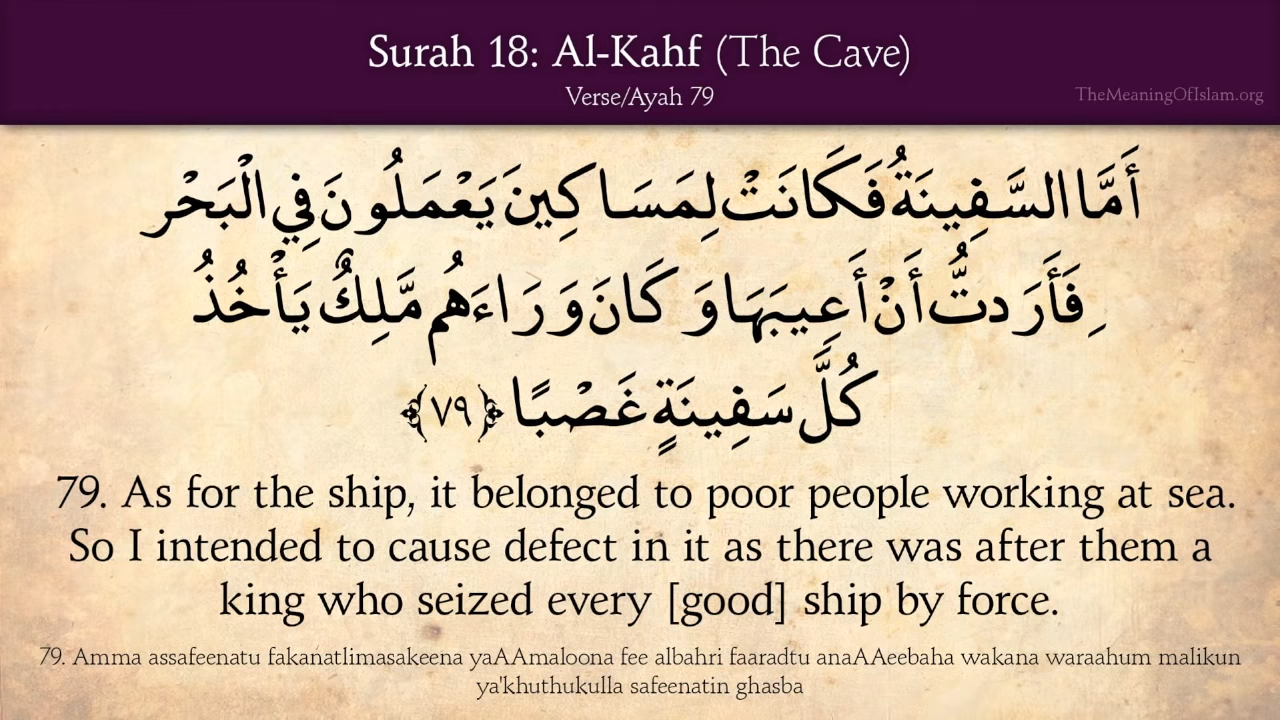 Surah 18: Al-Kahf (The Cave)
Verse/Ayah 79
TheMeaningOfIslam.org
أَمَّا السَّفِينَةُ فَكَانَتْ لِمَسَاكِينَ يَعْمَلُونَ فِي الْبَحْر
ِ فَأَرَدتُّ أَنْ أَعِيبَهَا وَ كَانَ وَرَاءَهُم مَّلِكٌ يَأْخُذُ
كُلَّ سَفِينَةٍ غَصْبًا ﴿٧٩﴾
79. As for the ship, it belonged to poor people working at sea.
So I intended to cause defect in it as there was after them a
king who seized every [good] ship by force.
79. Amma assafeenatu fakanatlimasakeena yaAAmaloona fee albahri faaradtu anaAAeebaha wakana waraahum malikun
ya'khuthukulla safeenatin ghasba